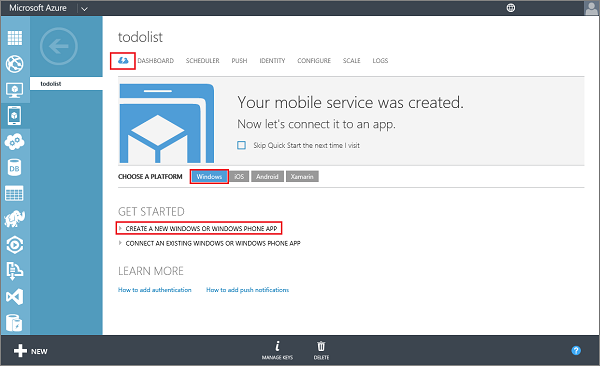 Microsoft Azure
todolist
DASHBOARD SCHEDULER PUSH IDENTITY CONFIGURE SCALE LOGS
todolist
Your mobile service was created.
Now let's connect it to an app.
Skip Quick Start the next time I visit
CHOOSE A PLATFORM Windows iOS Android Xamarin
GET STARTED
CREATE A NEW WINDOWS OR WINDOWS PHONE APP
CONNECT AN EXISTING WINDOWS OR WINDOWS PHONE APP
LEARN MORE
How to add authentication How to add push notifications
DB
NEW
MANAGE KEYS DELETE
?